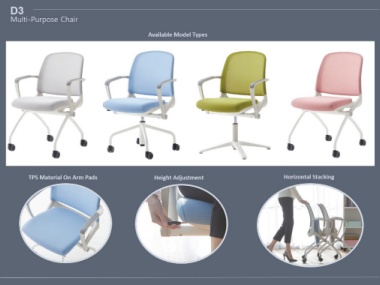 D3
Multi-Purpose Chair
Available Model Types
TPS Material On Arm Pads
Height Adjustment
Horizontal Stacking